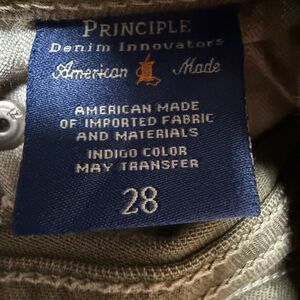 PRINCIPLE
Denim Innovators
American Made
AMERICAN MADE
OF IMPORTED FABRIC
AND MATERIALS
INDIGO COLOR
MAY TRANSFER
28